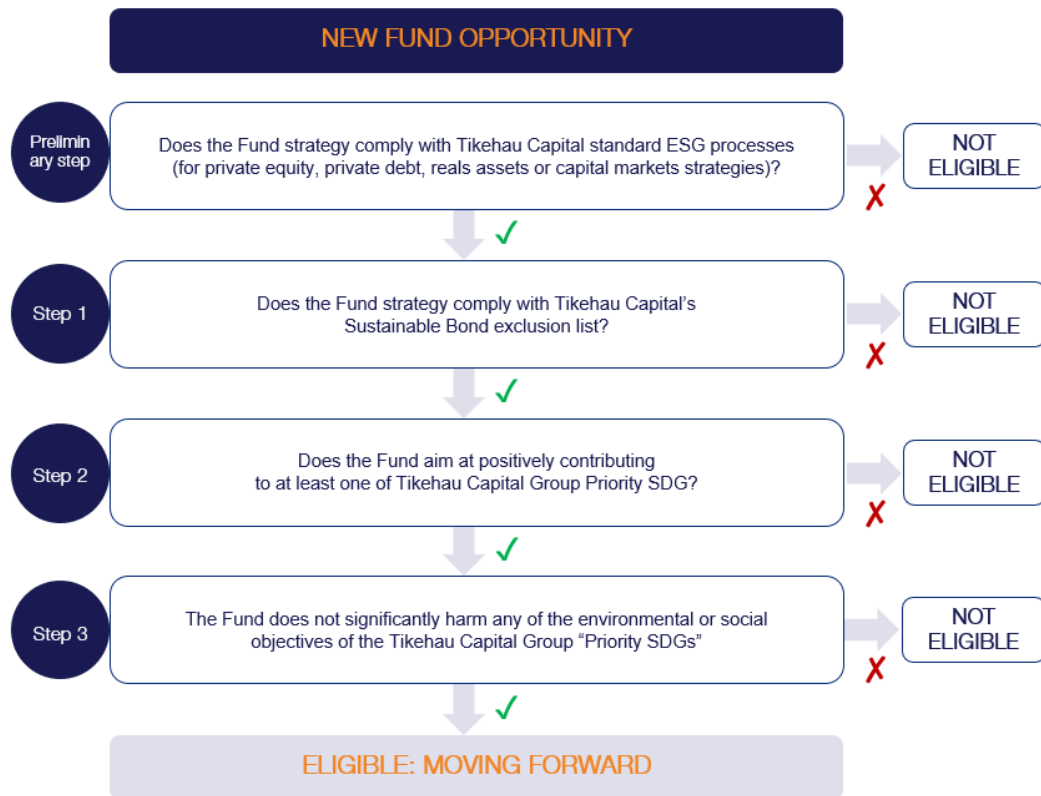 NEW FUND OPPORTUNITY
Prelimin
ary step
Does the Fund strategy comply with Tikehau Capital standard ESG processes
(for private equity, private debt, reals assets or capital markets strategies)?
NOT
ELIGIBLE
Step 1
Does the Fund strategy comply with Tikehau Capital's
Sustainable Bond exclusion list?
NOT
ELIGIBLE
Step 2
Does the Fund aim at positively contributing
to at least one of Tikehau Capital Group Priority SDG?
NOT
ELIGIBLE
Step 3
The Fund does not significantly harm any of the environmental or social
objectives of the Tikehau Capital Group “Priority SDGs”
NOT
ELIGIBLE
ELIGIBLE: MOVING FORWARD